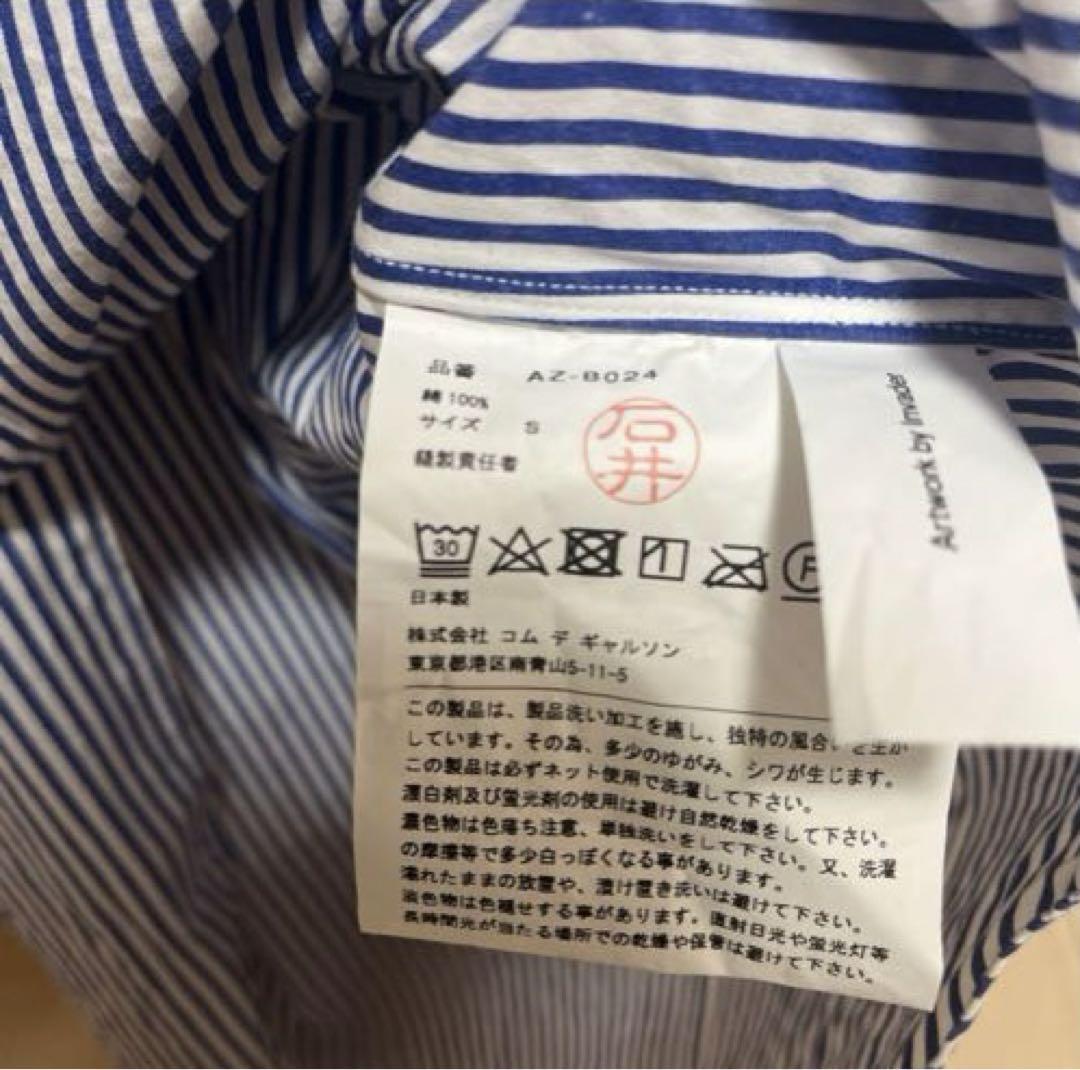 品番 AZ-B024
綿 100%
サイズ S
縫製責任者
石井
30
日本製
株式会社 コム デ ギャルソン
東京都港区南青山5-11-5
この製品は、製品洗い加工を施し、独特の風合いを生か
しています。その為、多少のゆがみ、シワが生じます。
この製品は必ずネット使用で洗濯して下さい。
漂白剤及び蛍光剤の使用は避け自然乾燥をして下さい。
濃色物は色落ち注意、単独洗いをして下さい。又、洗濯
の摩擦等で多少白っぽくなる事があります。
濡れたままの放置や、漬け置き洗いは避けて下さい。
淡色物は色褪せする事があります。直射日光や蛍光灯等
長時間光が当たる場所での乾燥や保管は避けて下さい。
Artwork by Invader